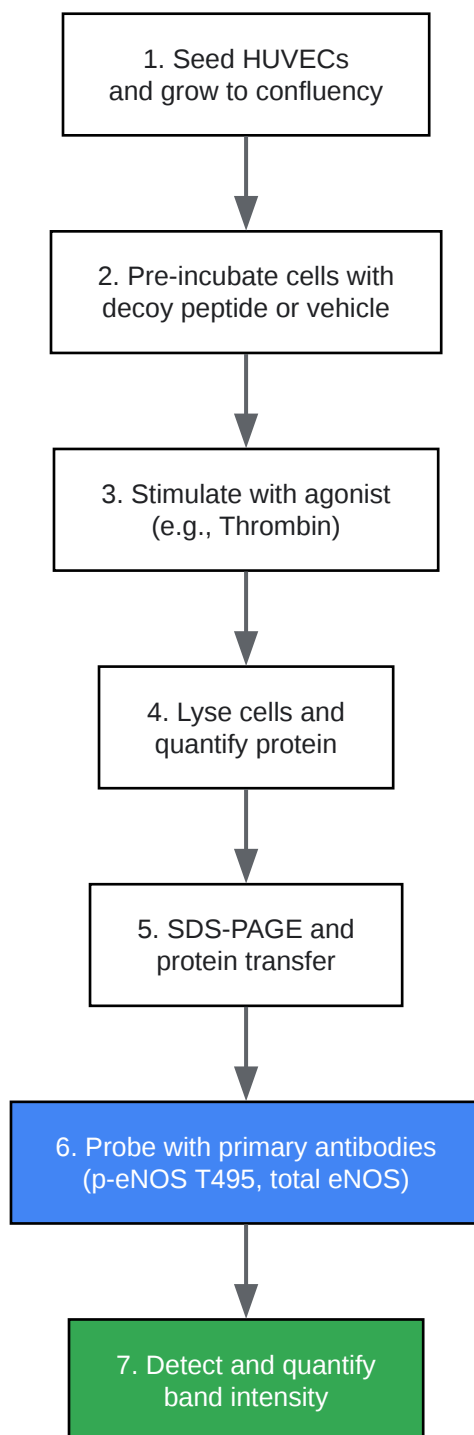 1. Seed HUVECs
and grow to confluency
2. Pre-incubate cells with
decoy peptide or vehicle
3. Stimulate with agonist
(e.g., Thrombin)
4. Lyse cells and
quantify protein
5. SDS-PAGE and
protein transfer
6. Probe with primary antibodies
(p-eNOS T495, total eNOS)
7. Detect and quantify
band intensity